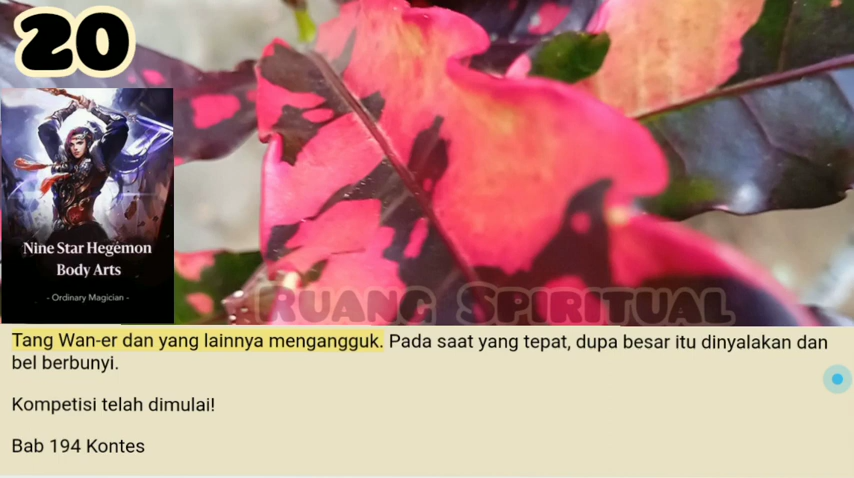 20
Nine Star Hegemon
Body Arts
- Ordinary Magician -
RUANG SPIRITUAL
Tang Wan-er dan yang lainnya mengangguk. Pada saat yang tepat, dupa besar itu dinyalakan dan
bel berbunyi.
Kompetisi telah dimulai!
Bab 194 Kontes